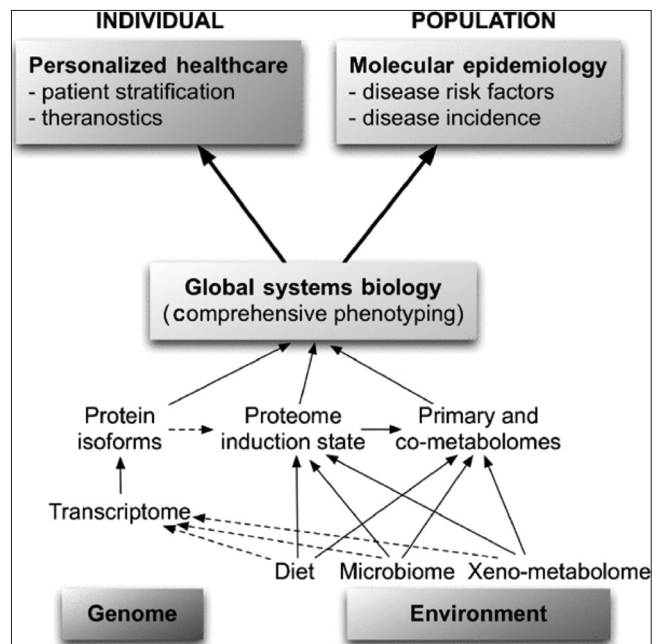 INDIVIDUAL
POPULATION
Personalized healthcare
- patient stratification
- theranostics
Molecular epidemiology
- disease risk factors
- disease incidence
Global systems biology
(comprehensive phenotyping)
Protein
isoforms
Proteome
induction state
Primary and
co-metabolomes
Transcriptome
Diet
Microbiome
Xeno-metabolome
Genome
Environment